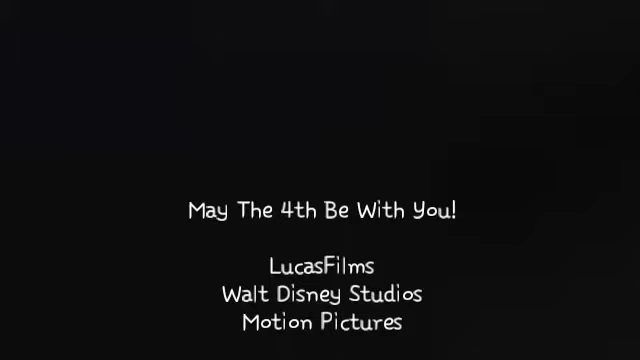 May The 4th Be With You!
LucasFilms
Walt Disney Studios
Motion Pictures